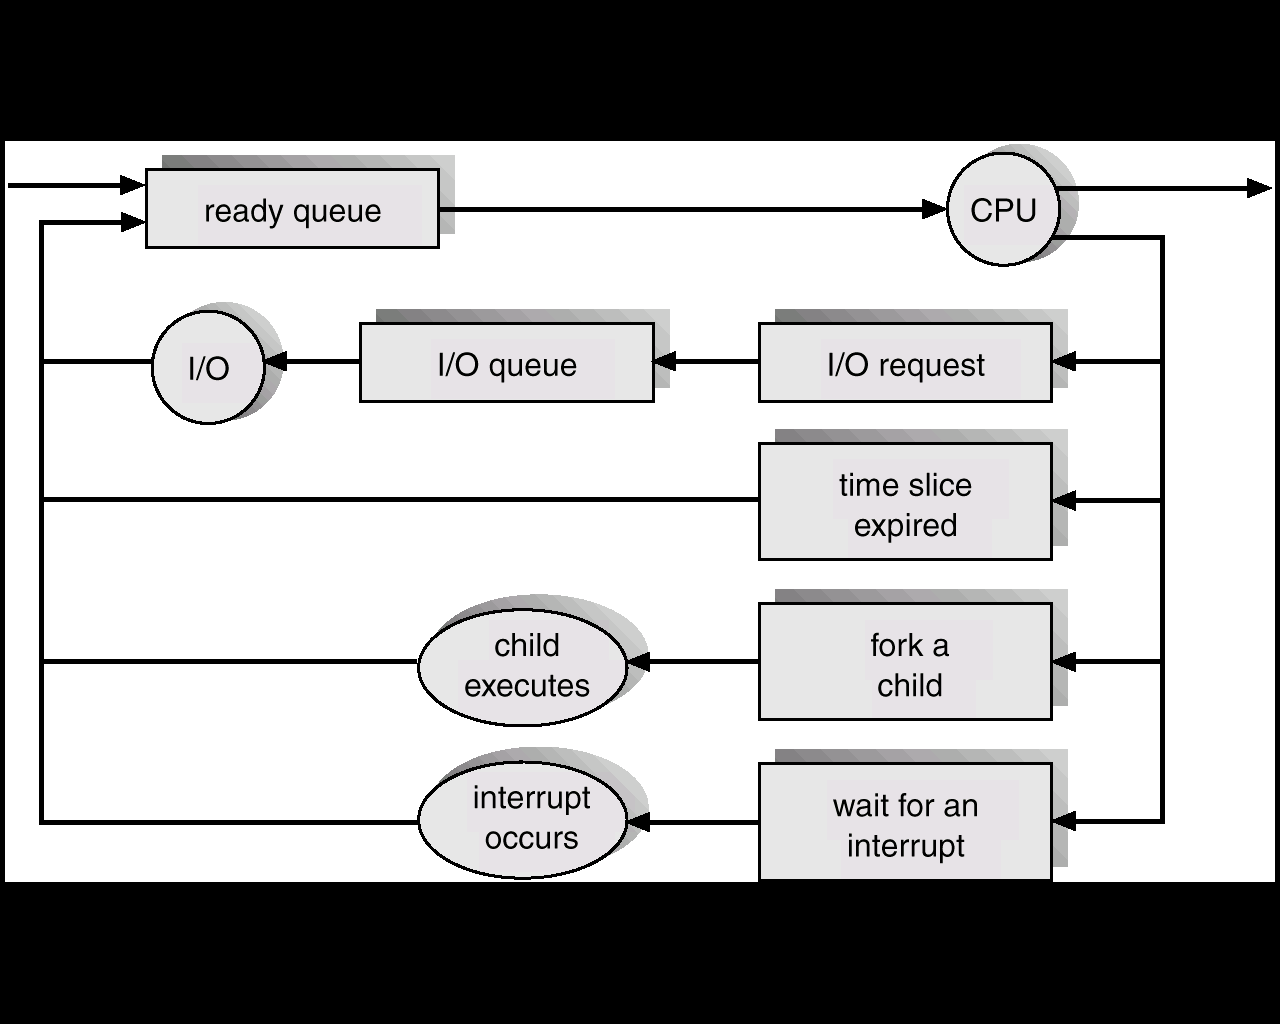 ready queue
CPU
I/O
I/O queue
I/O request
time slice
expired
child
executes
fork a
child
interrupt
occurs
wait for an
interrupt